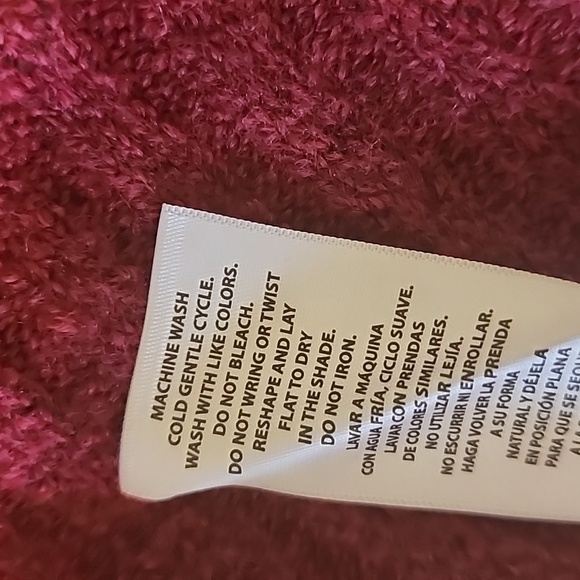 MACHINE WASH
COLD GENTLE CYCLE.
WASH WITH LIKE COLORS.
DO NOT BLEACH.
DO NOT WRING OR TWIST
RESHAPE AND LAY
FLAT TO DRY
IN THE SHADE.
DO NOT IRON.
LAVAR A MAQUINA
CON AGUA FRÍA, CICLO SUAVE.
LAVAR CON PRENDAS
DE COLORES SIMILARES.
NO UTILIZAR LEJÍA.
NO ESCURRIR NI ENROLLAR.
HAGA VOLVER LA PRENDA
A SU FORMA
NATURAL Y DÉJELA
EN POSICIÓN PLANA
PARA QUE SE